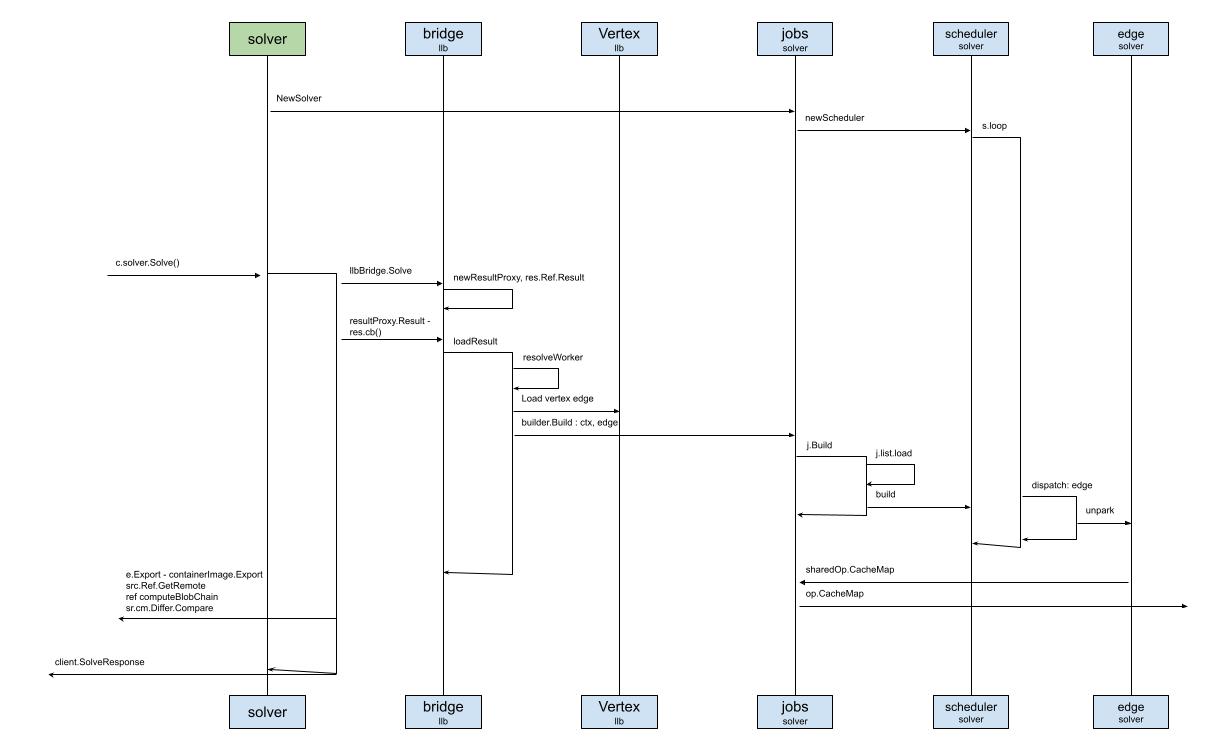 solver
bridge
llb
Vertex
llb
jobs
solver
scheduler
solver
edge
solver
NewSolver
newScheduler
s.loop
c.solver.Solve()
llbBridge.Solve
newResultProxy, res.Ref.Result
resultProxy.Result -
res.cb()
loadResult
resolveWorker
Load vertex edge
builder.Build : ctx, edge
j.Build
j.list.load
build
dispatch: edge
unpark
sharedOp.CacheMap
op.CacheMap
e.Export - containerImage.Export
src.Ref.GetRemote
ref computeBlobChain
sr.cm.Differ.Compare
client.SolveResponse
solver
bridge
llb
Vertex
llb
jobs
solver
scheduler
solver
edge
solver